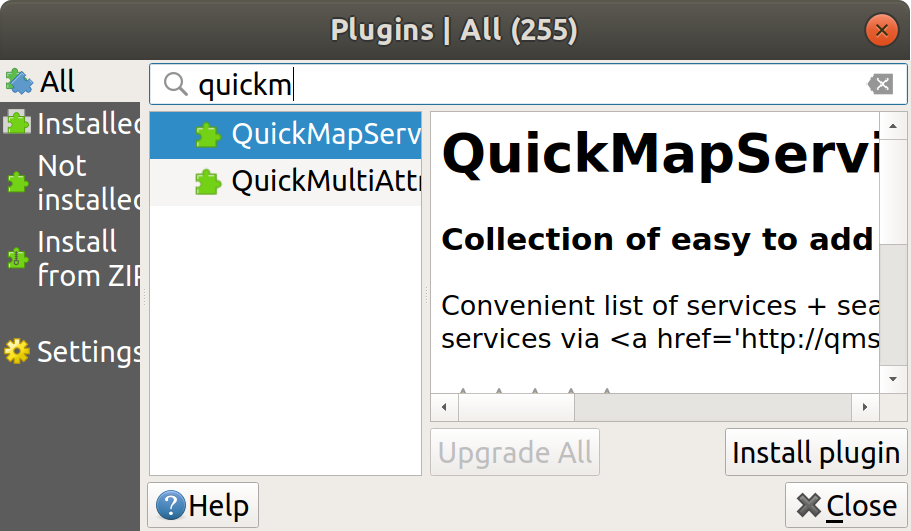 Plugins | All (255)
All
quickm
Installed
Not
installed
Install
from ZIP
Settings
QuickMapServ
QuickMultiAttr
QuickMapServi
Collection of easy to add
Convenient list of services + sea
services via <a href='http://qms
Upgrade All
Install plugin
Help
Close